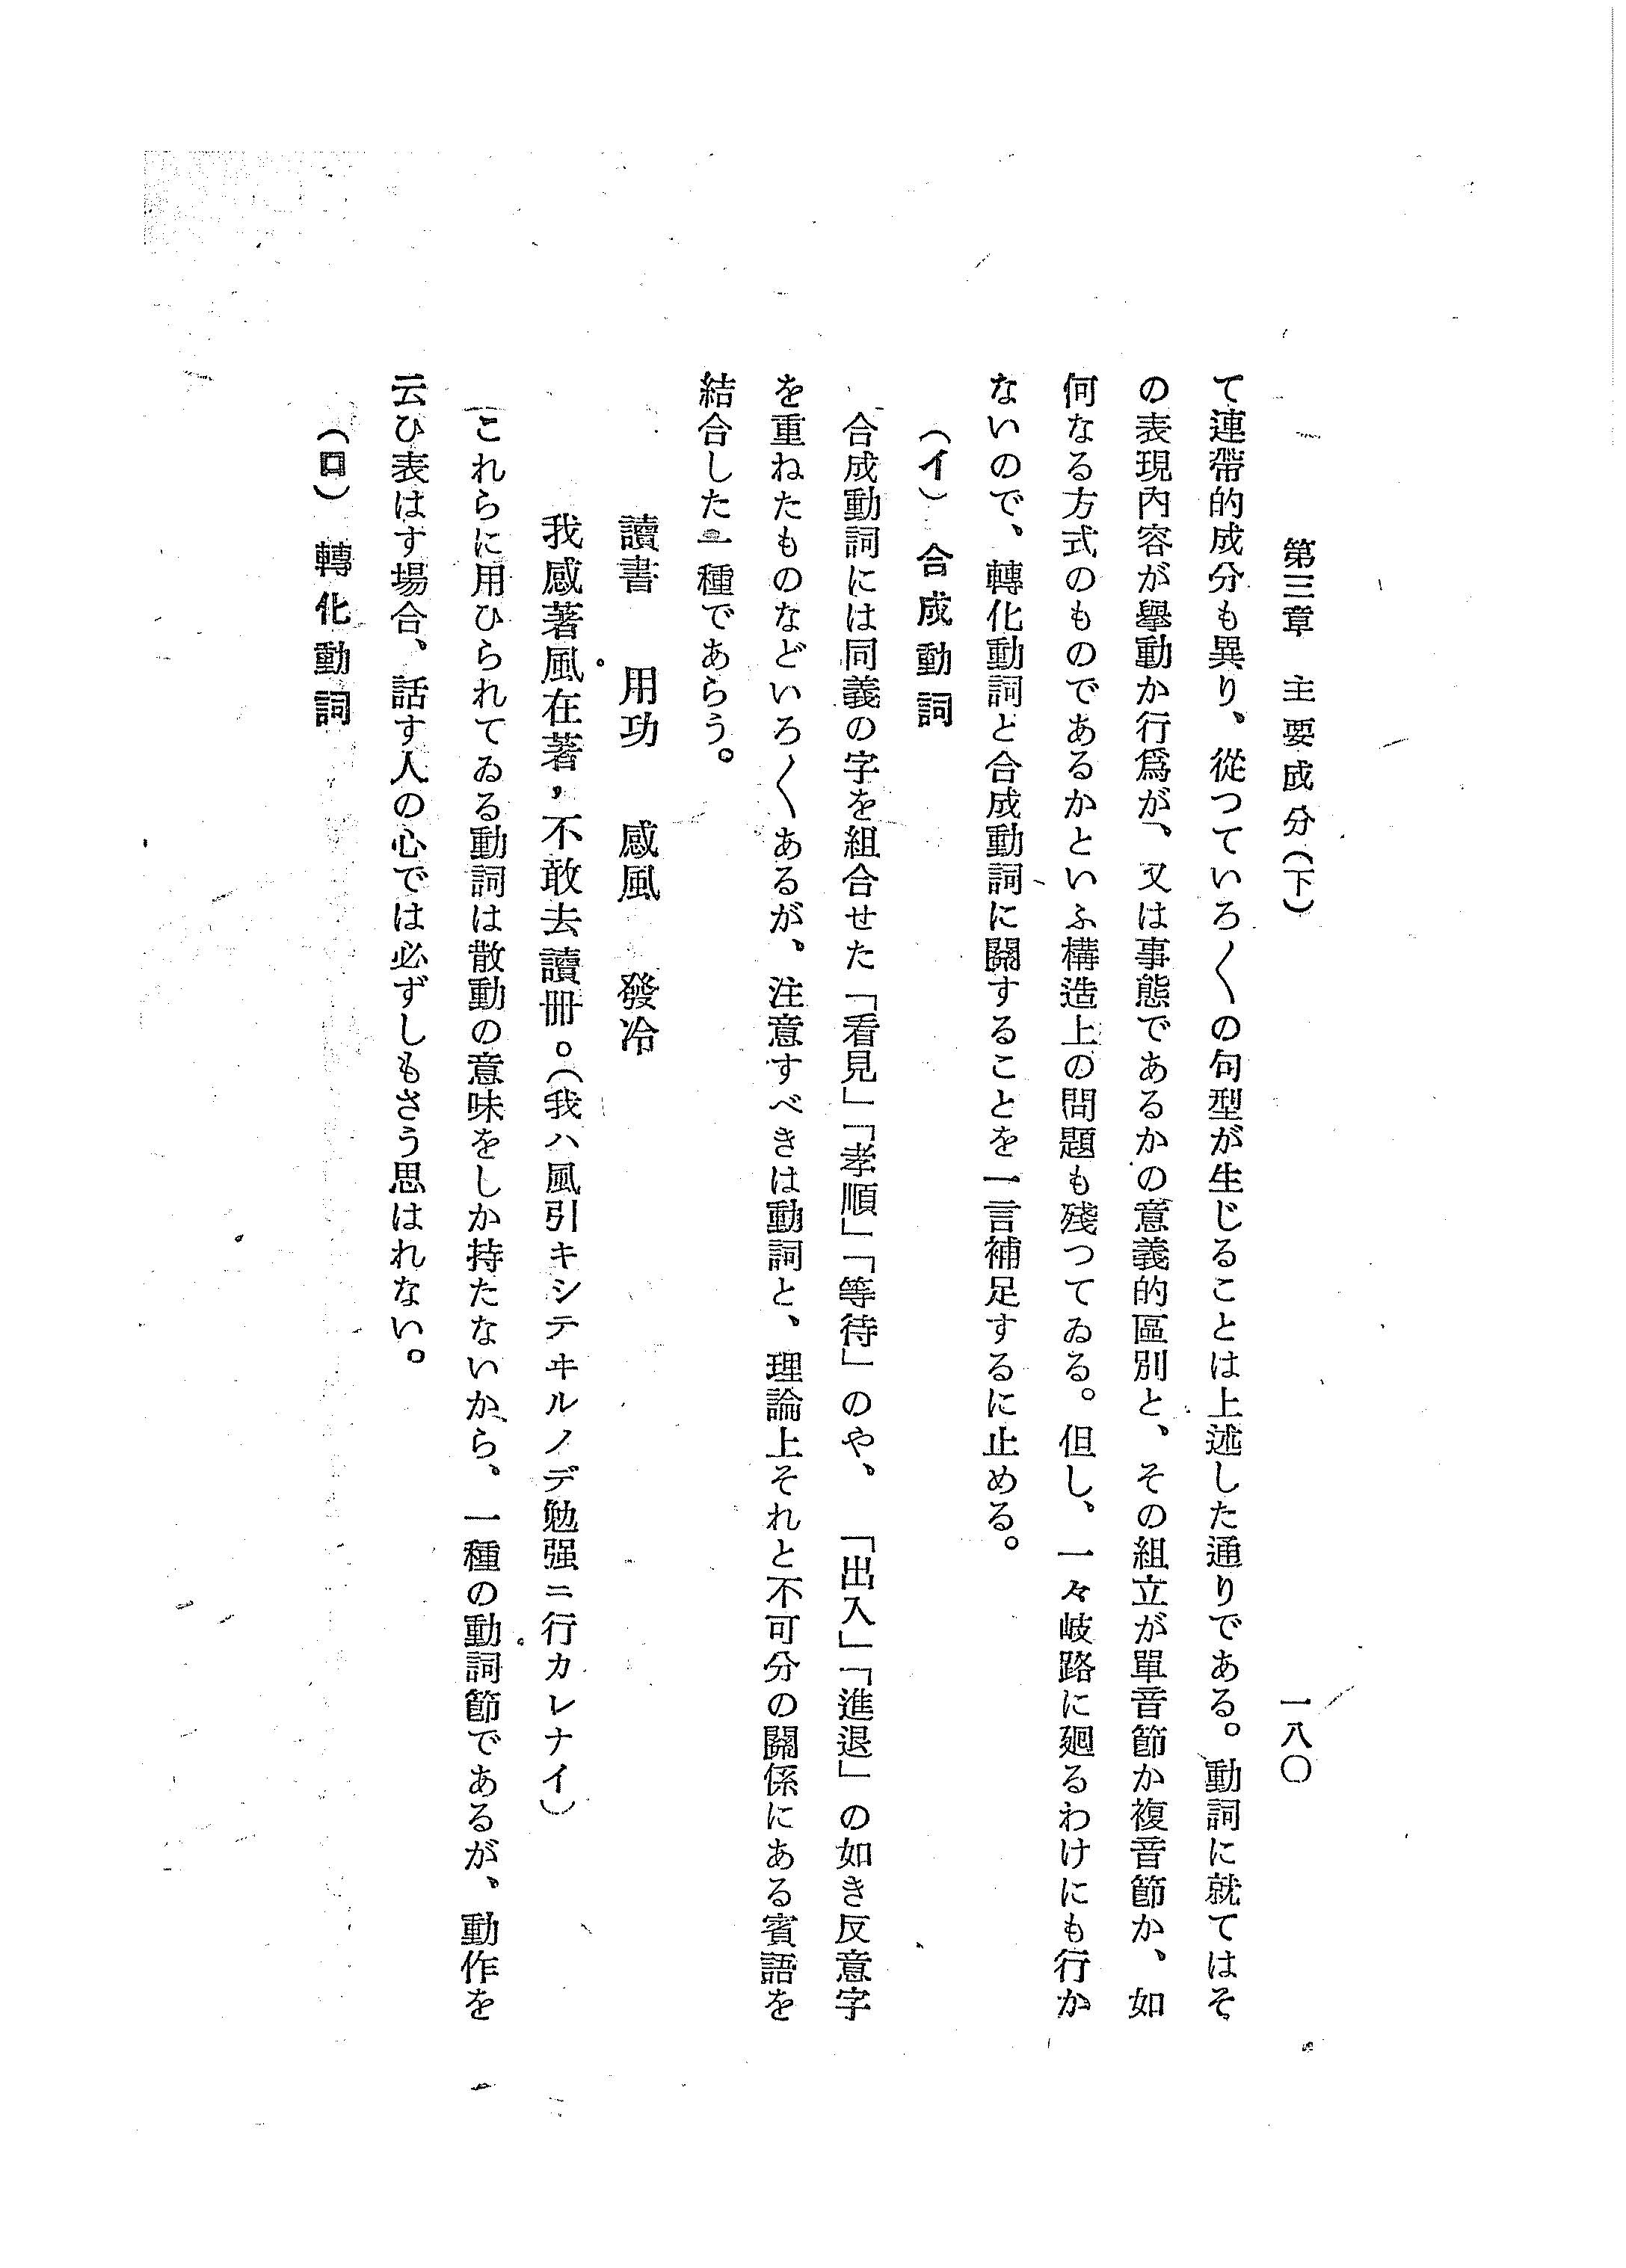 第三章　主要成分（下）　一八〇
て連帶的成分も異り、從つていろ〱の句型が生じることは上述した通りである。動詞に就てはそ
の表現內容が擧動か行爲が、又は事態であるかの意義的區別と、その組立が單音節か複音節か、如
何なる方式のものであるかといふ構造上の問題も殘つてゐる。但し、一々岐路に廻るわけにも行か
ないので、轉化動詞と合成動詞に關することを一言補足するに止める。
（イ）合成動詞
合成動詞には同義の字を組合せた「看見」「孝順」「等待」のや、「出入」「進退」の如き反意字
を重ねたものなどいろ〱あるが、注意すべきは動詞と、理論上それと不可分の關係にある賓語を
結合した一種であらう。
讀書　用功　感風　發冷
我感著風在著，不敢去讀冊。（我ハ風引キシテヰルノデ勉强ニ行カレナイ）
これらに用ひられてゐる動詞は散動の意味をしか持たないから、一種の動詞節であるが、動作を
云ひ表はす場合、話す人の心では必ずしもさう思はれない。
（ロ）轉化動詞